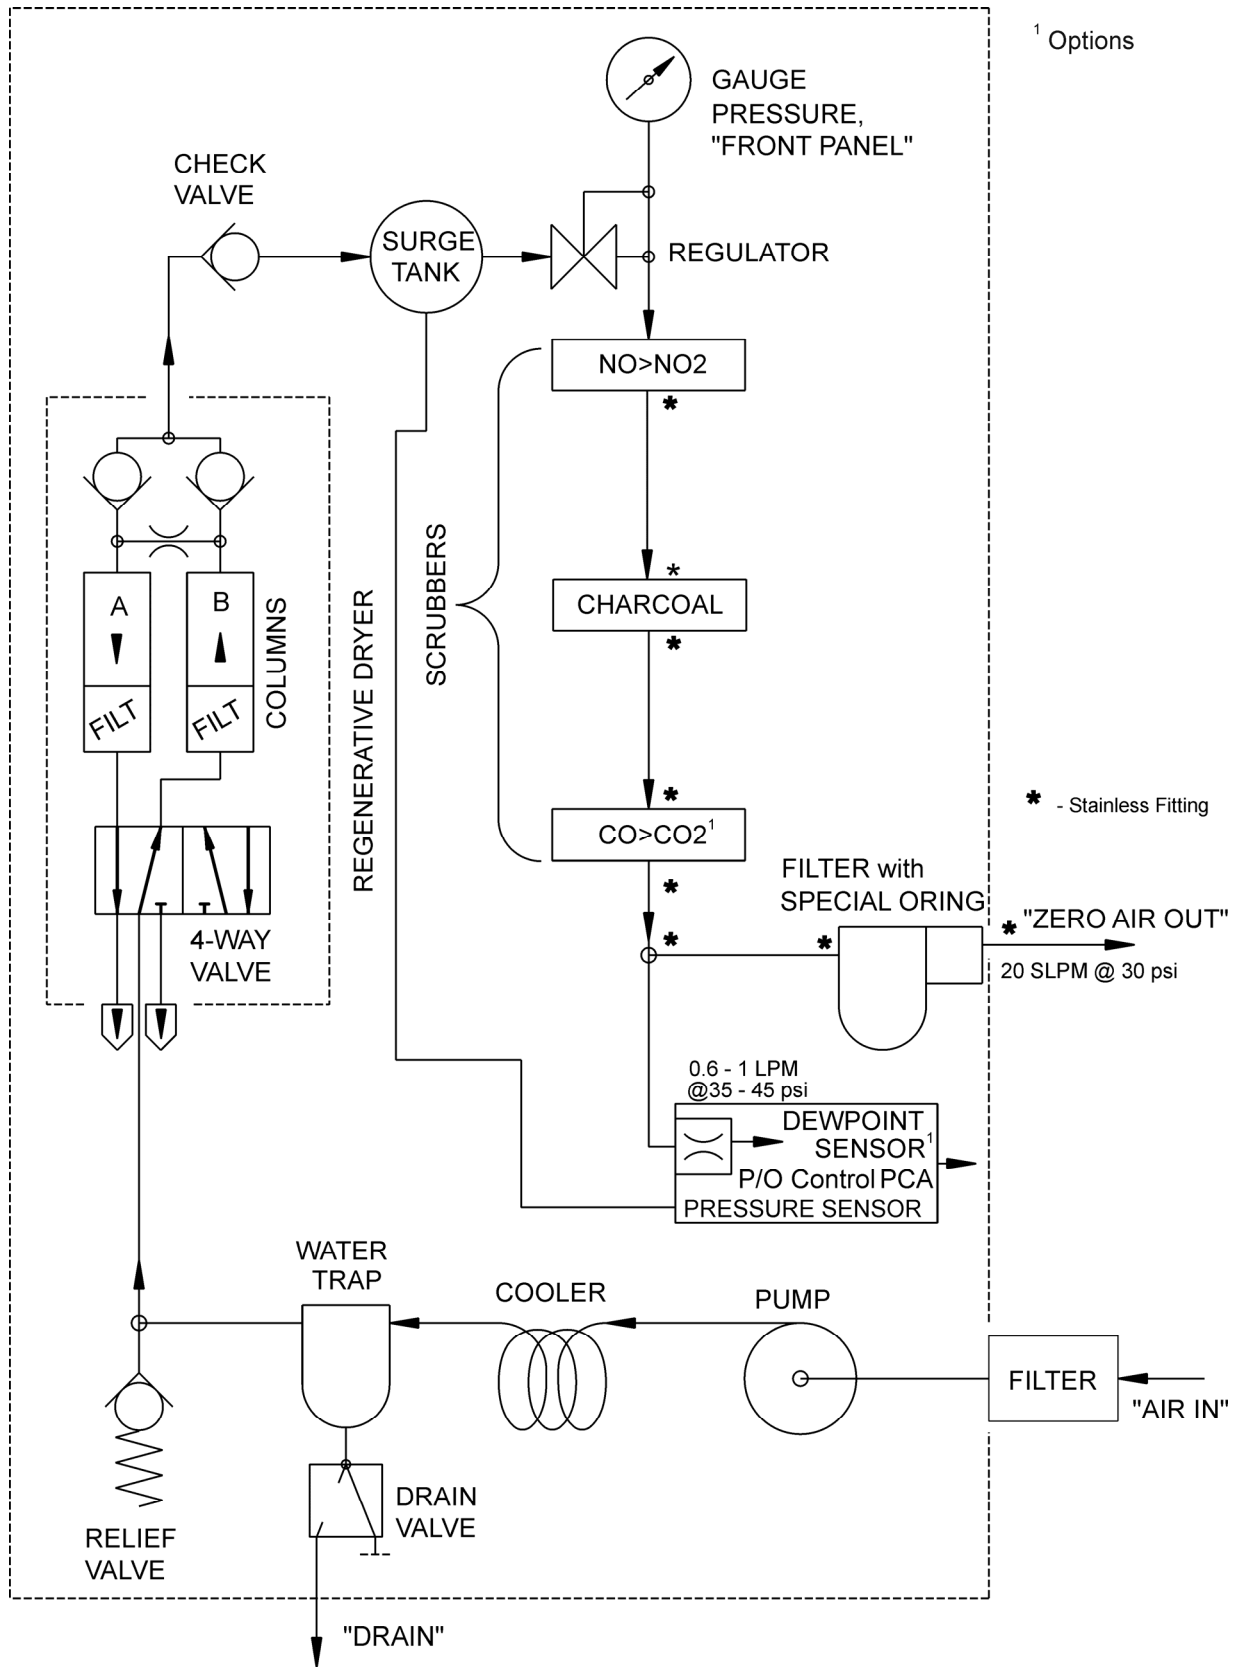 1 Options
GAUGE
PRESSURE,
"FRONT PANEL"
CHECK
VALVE
SURGE
TANK
REGULATOR
NO>NO2
*
*
CHARCOAL
*
SCRUBBERS
REGENERATIVE DRYER
A
B
COLUMNS
FILT
FILT
*
CO>CO2¹
*
* - Stainless Fitting
FILTER with
SPECIAL ORING
*
*
* "ZERO AIR OUT"
20 SLPM @ 30 psi
4-WAY
VALVE
0.6 - 1 LPM
@35 - 45 psi
DEWPOINT
SENSOR¹
P/O Control PCA
PRESSURE SENSOR
WATER
TRAP
COOLER
PUMP
FILTER
"AIR IN"
DRAIN
VALVE
RELIEF
VALVE
"DRAIN"